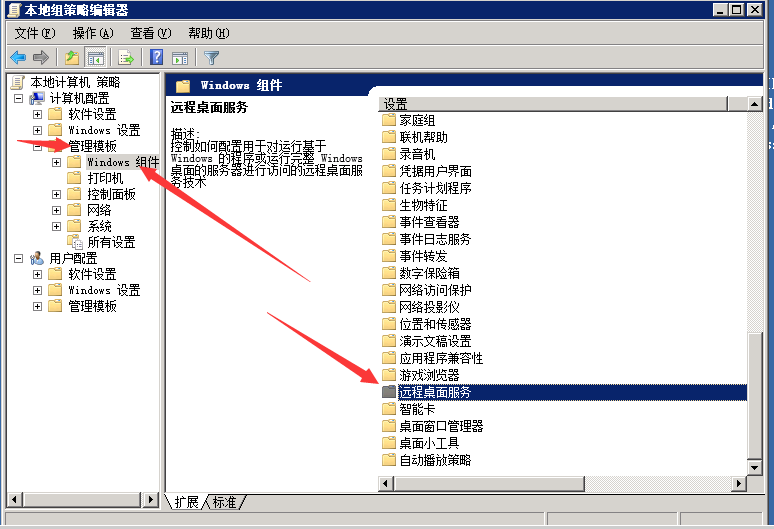 本地组策略编辑器
文件(F) 操作(A) 查看(V) 帮助(H)
本地计算机 策略
计算机配置
软件设置
Windows 设置
管理模板
Windows 组件
打印机
控制面板
网络
系统
所有设置
用户配置
软件设置
Windows 设置
管理模板
Windows 组件
远程桌面服务
描述:
控制如何配置用于对运行基于
Windows 的程序或运行完整 Windows
桌面的服务器进行访问的远程桌面服
务技术
设置
家庭组
联机帮助
录音机
凭据用户界面
任务计划程序
生物特征
事件查看器
事件日志服务
事件转发
数字保险箱
网络访问保护
网络投影仪
位置和传感器
演示文稿设置
应用程序兼容性
游戏浏览器
远程桌面服务
智能卡
桌面窗口管理器
桌面小工具
自动播放策略
扩展 标准